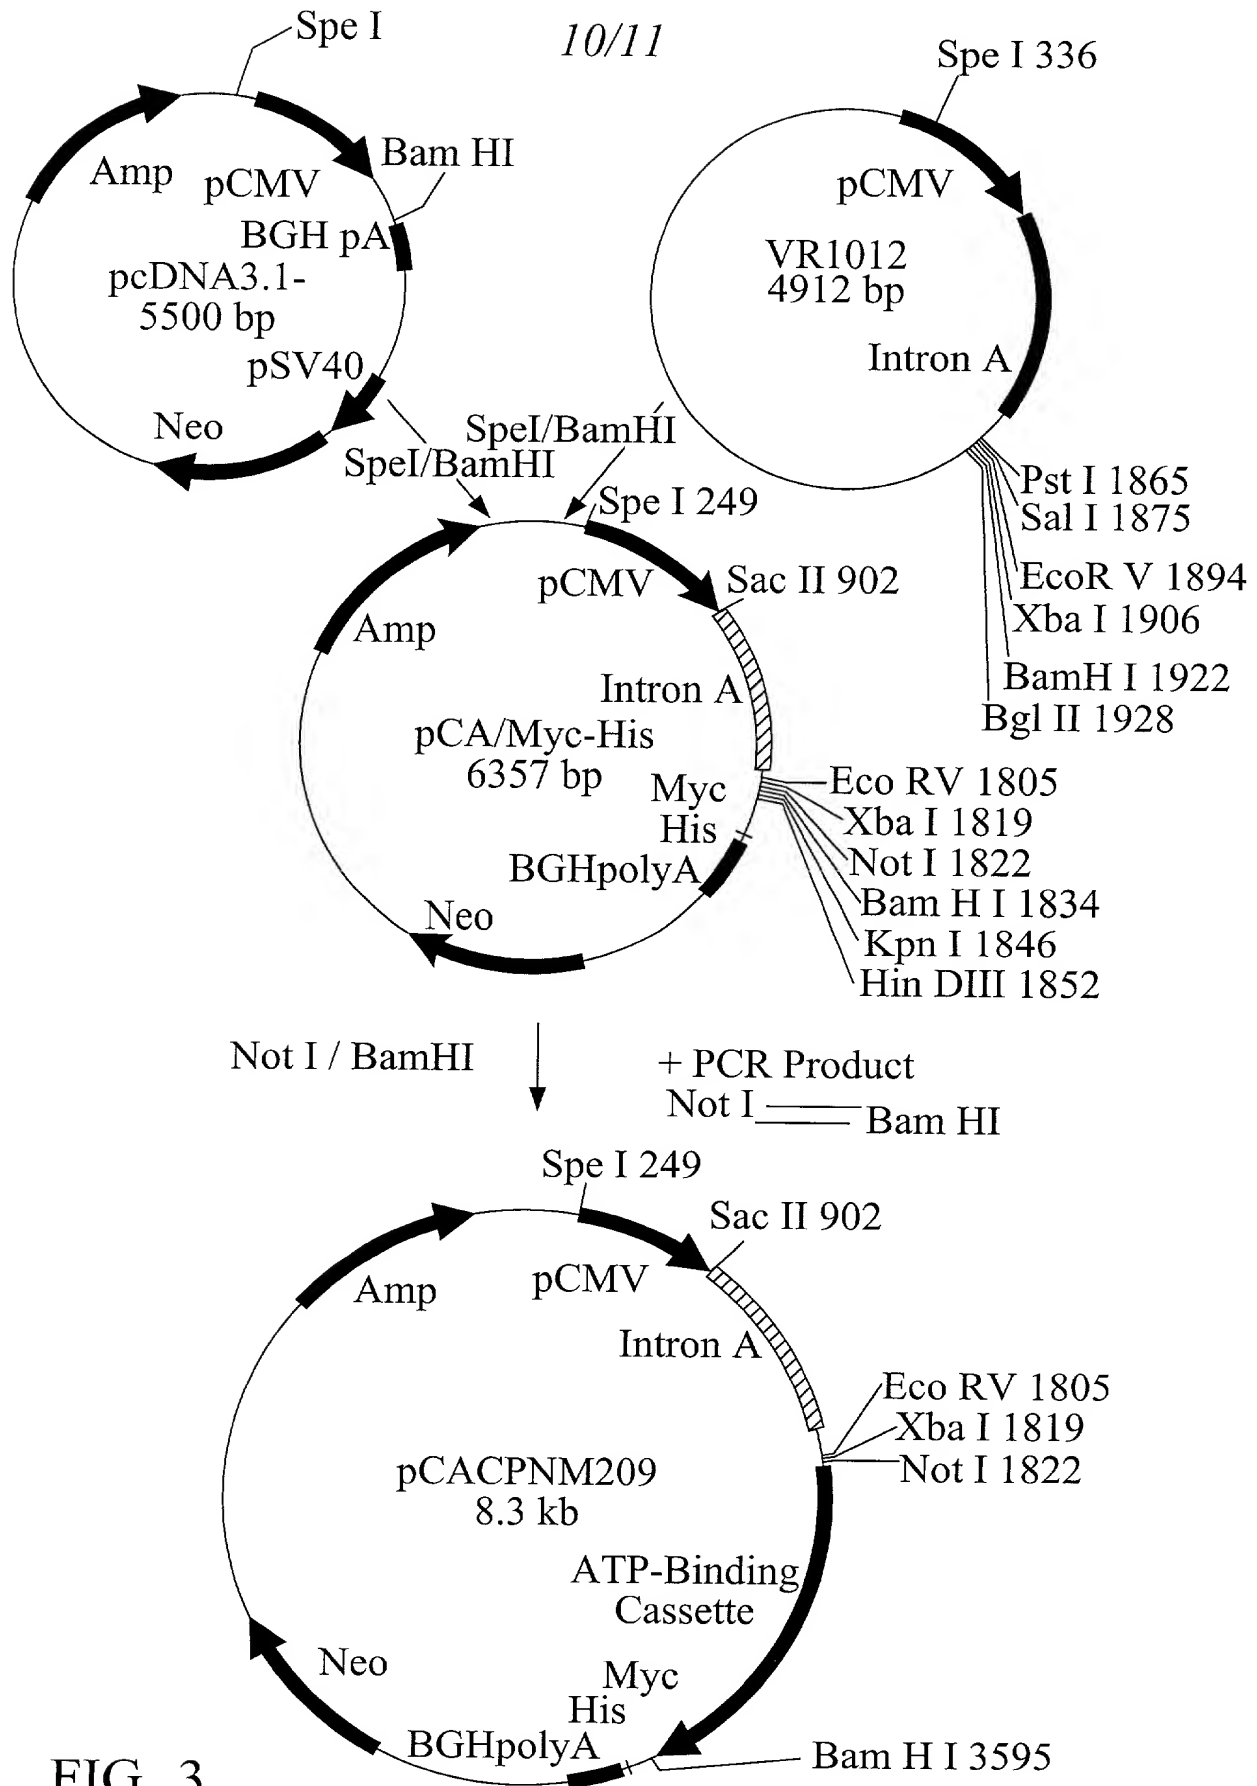 10/11
Spe I
Amp
pCMV
Bam HI
BGH pA
pcDNA3.1-
5500 bp
pSV40
Neo
SpeI/BamHI
Spe I 336
pCMV
VR1012
4912 bp
Intron A
SpeI/BamHI
Pst I 1865
Sal I 1875
EcoR V 1894
Xba I 1906
BamH I 1922
Bgl II 1928
Spe I 249
pCMV
Sac II 902
Amp
Intron A
pCA/Myc-His
6357 bp
Myc
His
BGHpolyA
Neo
Eco RV 1805
Xba I 1819
Not I 1822
Bam H I 1834
Kpn I 1846
Hin DIII 1852
Not I / BamHI
+ PCR Product
Not I
Bam HI
Spe I 249
Sac II 902
Amp
pCMV
Intron A
Eco RV 1805
Xba I 1819
Not I 1822
pCACPNM209
8.3 kb
ATP-Binding
Cassette
Neo
Myc
His
BGHpolyA
Bam H I 3595
FIG. 3